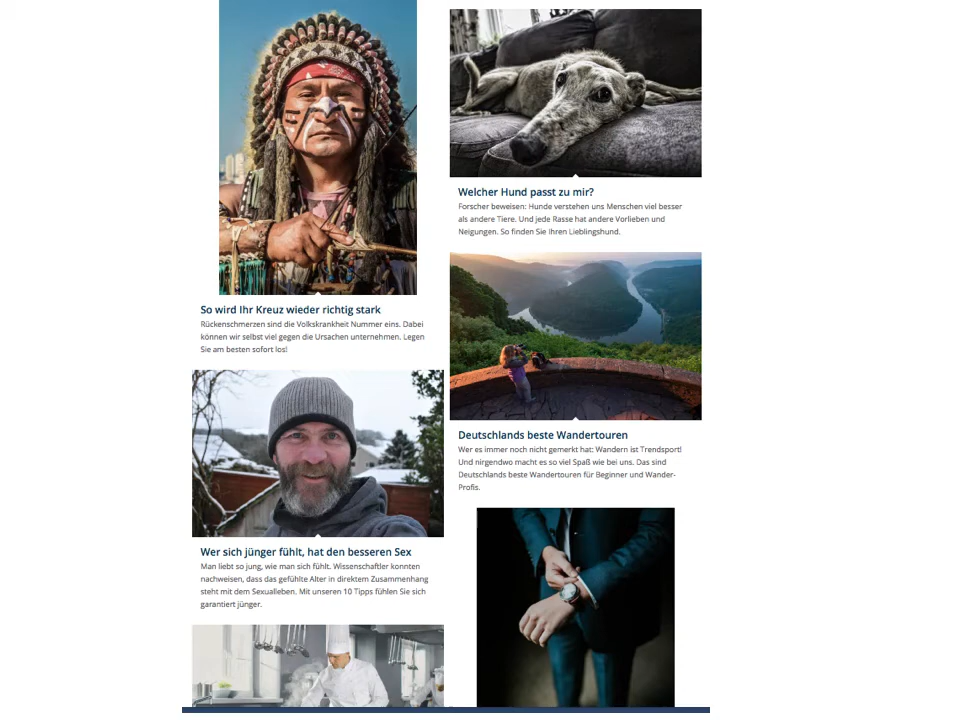 So wird Ihr Kreuz wieder richtig stark
Rückenschmerzen sind die Volkskrankheit Nummer eins. Dabei
können wir selbst viel gegen die Ursachen unternehmen. Legen
Sie am besten sofort los!
Wer sich jünger fühlt, hat den besseren Sex
Man liebt so jung, wie man sich fühlt. Wissenschaftler konnten
nachweisen, dass das gefühlte Alter in direktem Zusammenhang
steht mit dem Sexualleben. Mit unseren 10 Tipps fühlen Sie sich
garantiert jünger.
Welcher Hund passt zu mir?
Forscher beweisen: Hunde verstehen uns Menschen viel besser
als andere Tiere. Und jede Rasse hat andere Vorlieben und
Neigungen. So finden Sie Ihren Lieblingshund.
Deutschlands beste Wandertouren
Wer es immer noch nicht gemerkt hat: Wandern ist Trendsport!
Und nirgendwo macht es so viel Spaß wie bei uns. Das sind
Deutschlands beste Wandertouren für Beginner und Wander-
Profis.